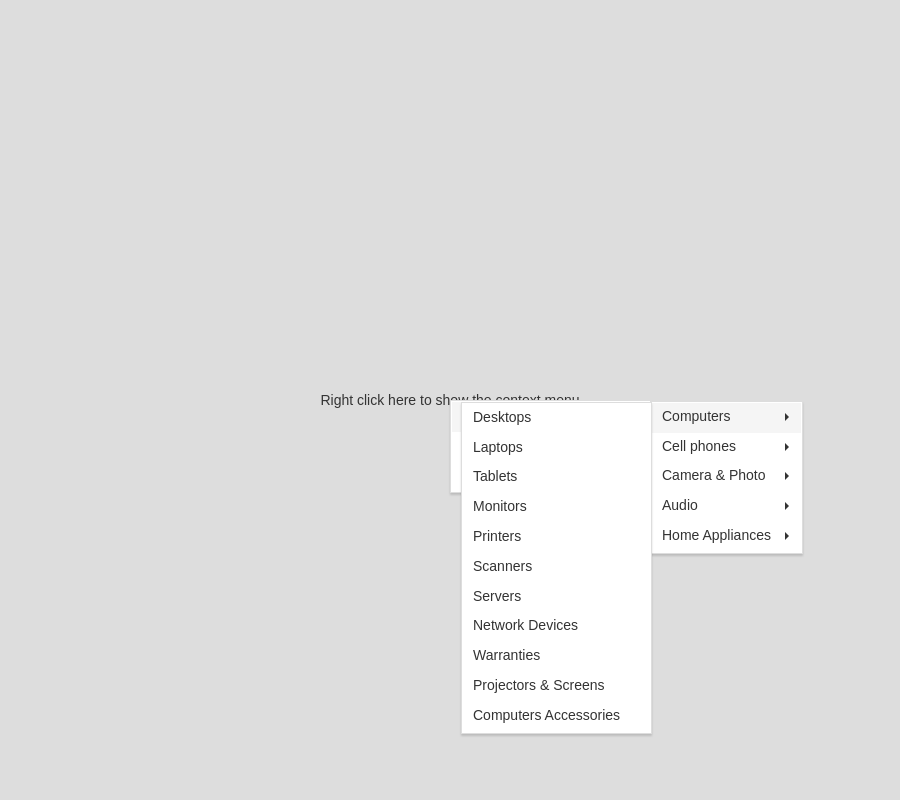 Right click here to show the context menu
Desktops
Laptops
Tablets
Monitors
Printers
Scanners
Servers
Network Devices
Warranties
Projectors & Screens
Computers Accessories
Computers
Cell phones
Camera & Photo
Audio
Home Appliances